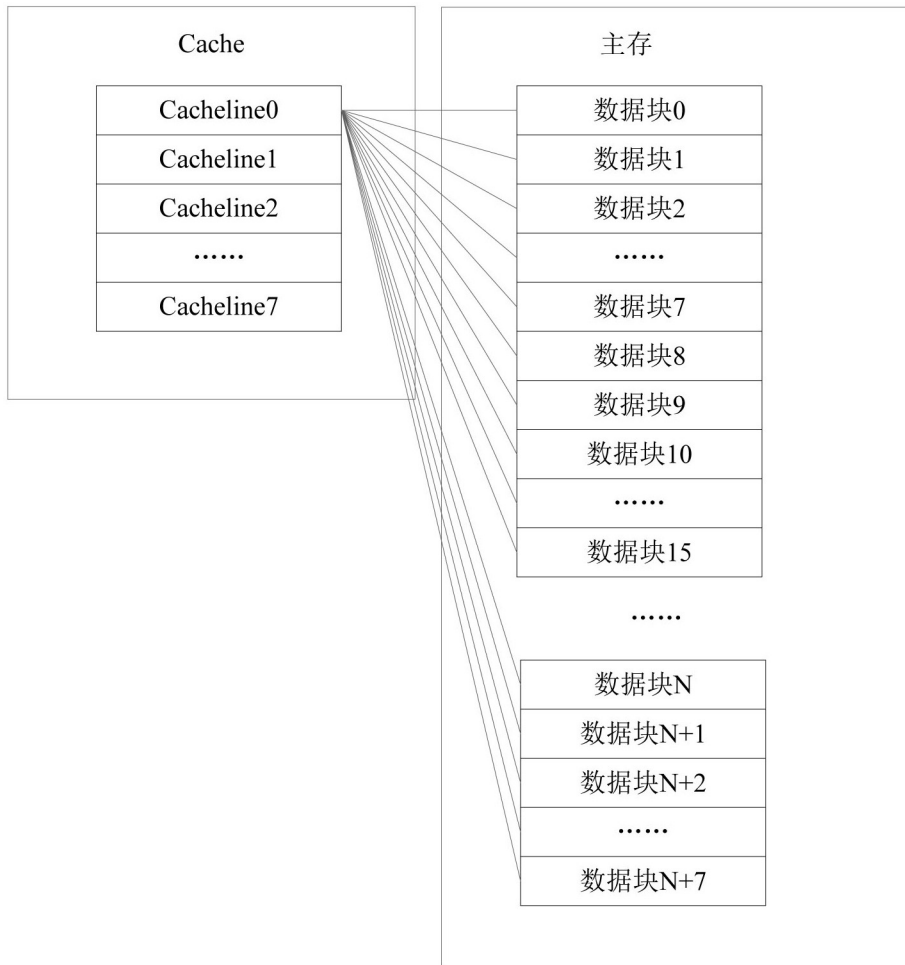 Cache
Cacheline0
Cacheline1
Cacheline2
……
Cacheline7
主存
数据块0
数据块1
数据块2
……
数据块7
数据块8
数据块9
数据块10
……
数据块15
……
数据块N
数据块N+1
数据块N+2
……
数据块N+7